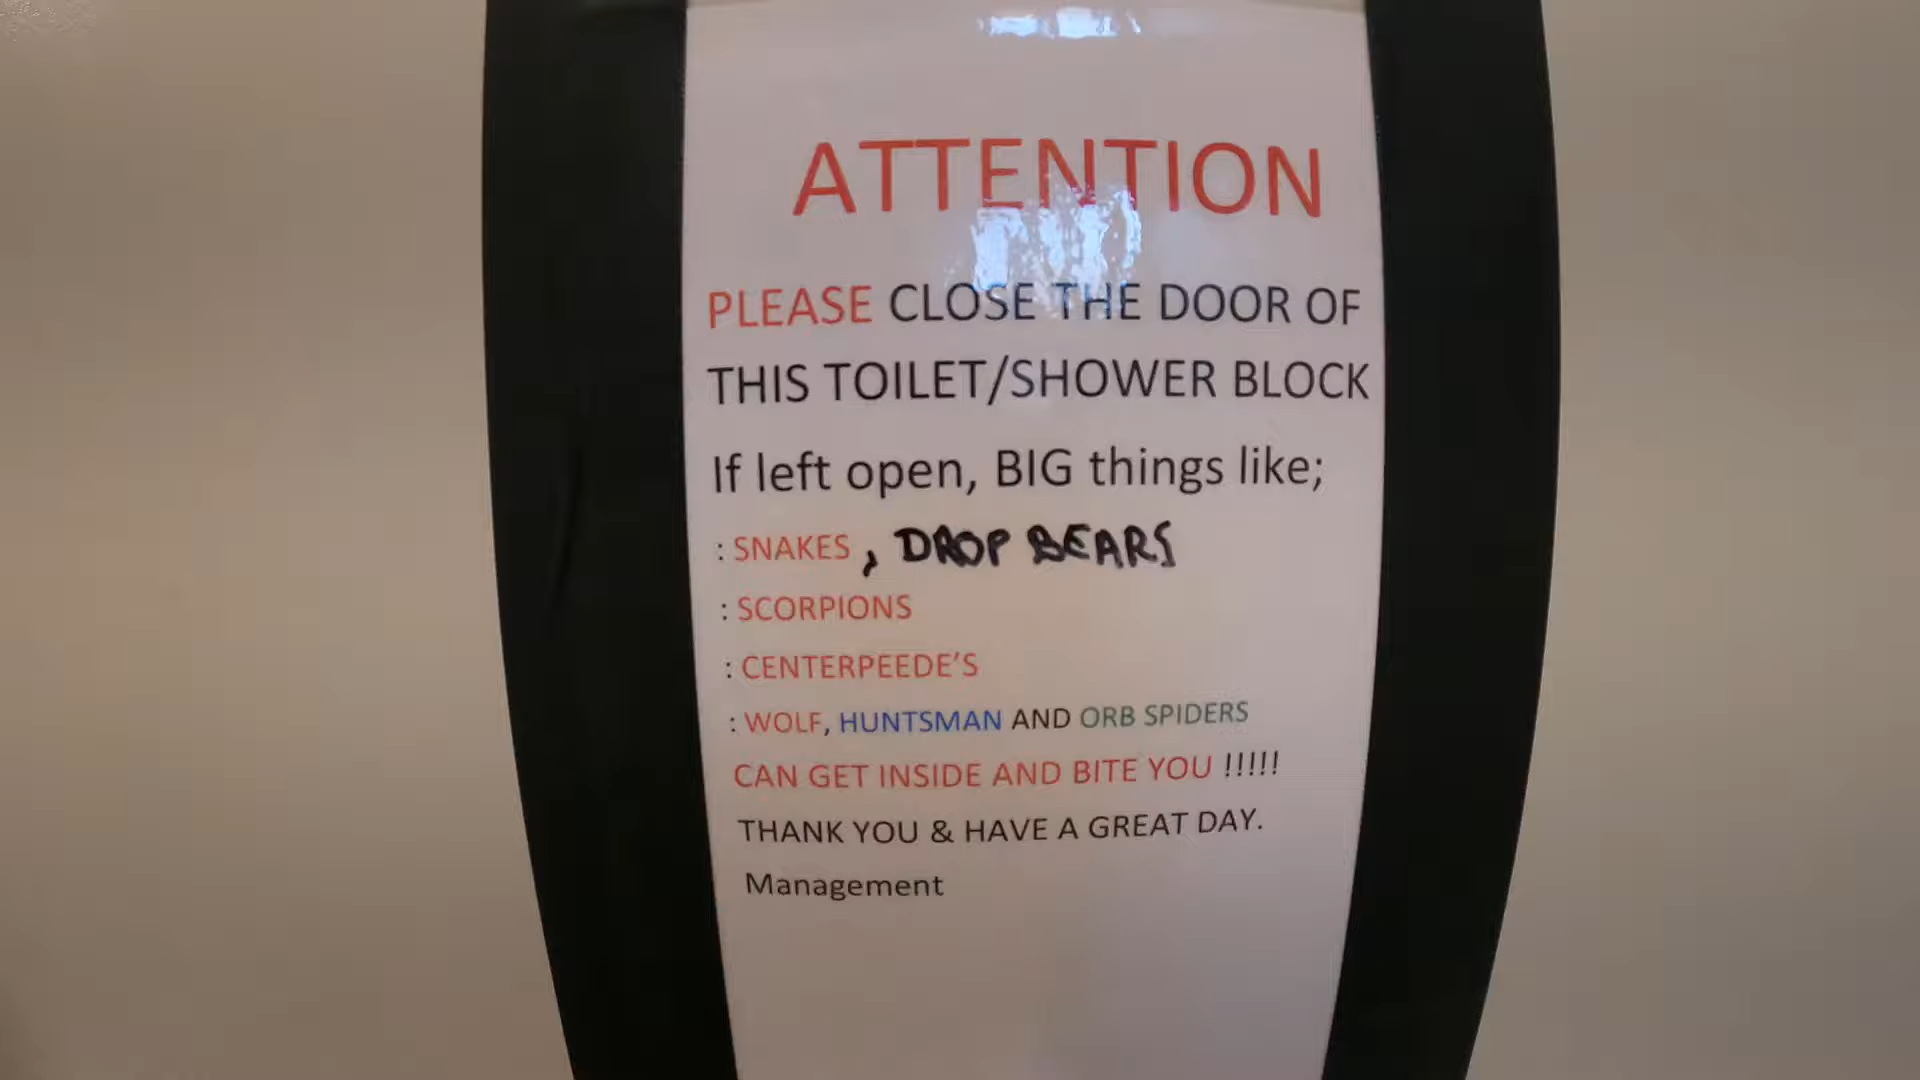 ATTENTION
PLEASE CLOSE THE DOOR OF
THIS TOILET/SHOWER BLOCK
If left open, BIG things like;
: SNAKES , DROP BEARS
: SCORPIONS
: CENTERPEEDE’S
: WOLF, HUNTSMAN AND ORB SPIDERS
CAN GET INSIDE AND BITE YOU !!!!!
THANK YOU & HAVE A GREAT DAY.
Management